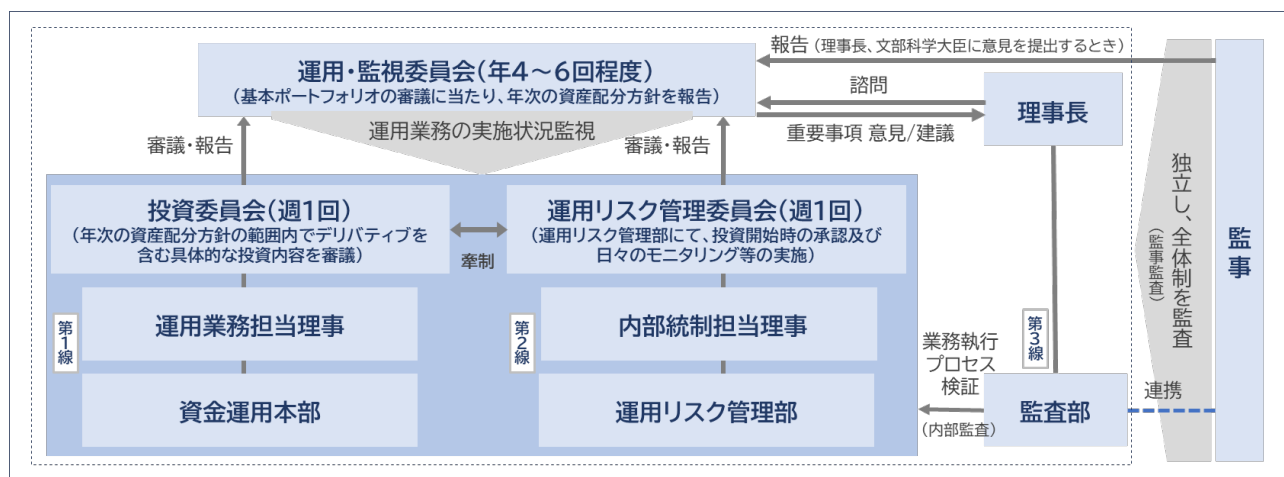 報告（理事長、文部科学大臣に意見を提出するとき）
運用・監視委員会（年4～6回程度）
（基本ポートフォリオの審議に当たり、年次の資産配分方針を報告）
諮問
理事長
重要事項 意見/建議
運用業務の実施状況監視
審議・報告
審議・報告
投資委員会（週1回）
（年次の資産配分方針の範囲内でデリバティブを
含む具体的な投資内容を審議）
牽制
運用リスク管理委員会（週1回）
（運用リスク管理部にて、投資開始時の承認及び
日々のモニタリング等の実施）
第1線
運用業務担当理事
資金運用本部
第2線
内部統制担当理事
運用リスク管理部
業務執行
プロセス
検証
（内部監査）
第3線
監査部
連携
独立し、全体制を監査
（監事監査）
監事